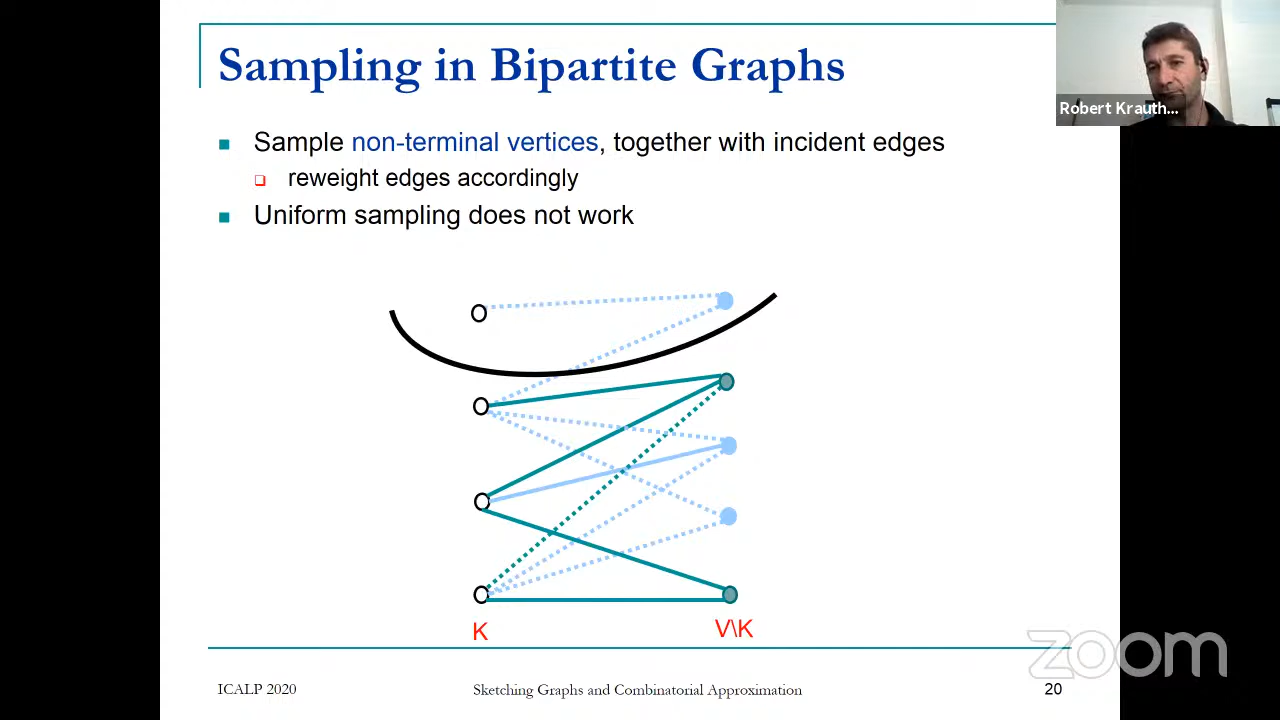 Sampling in Bipartite Graphs
Robert Krauth...
Sample non-terminal vertices, together with incident edges
reweight edges accordingly
Uniform sampling does not work
K
V\K
zoom
ICALP 2020
Sketching Graphs and Combinatorial Approximation
20